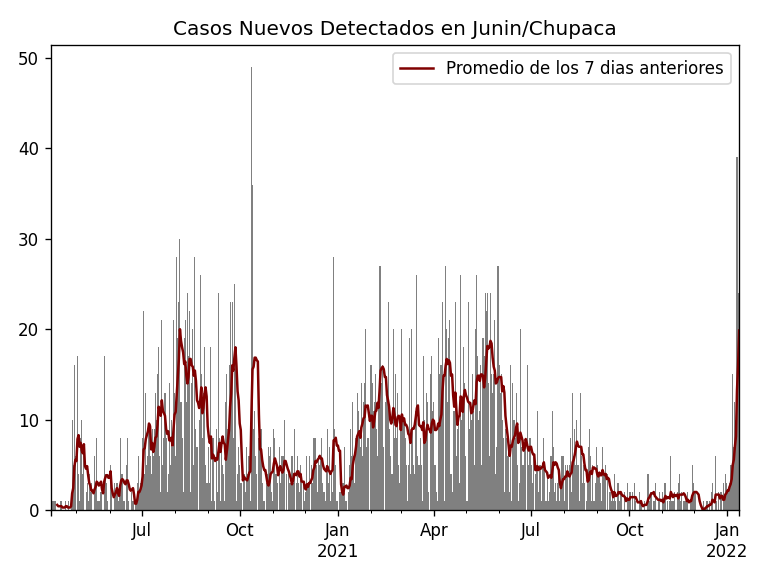 Casos Nuevos Detectados en Junin/Chupaca
Promedio de los 7 dias anteriores
50
40
30
20
10
0
Jul Oct Jan Apr Jul Oct Jan
2021 2022